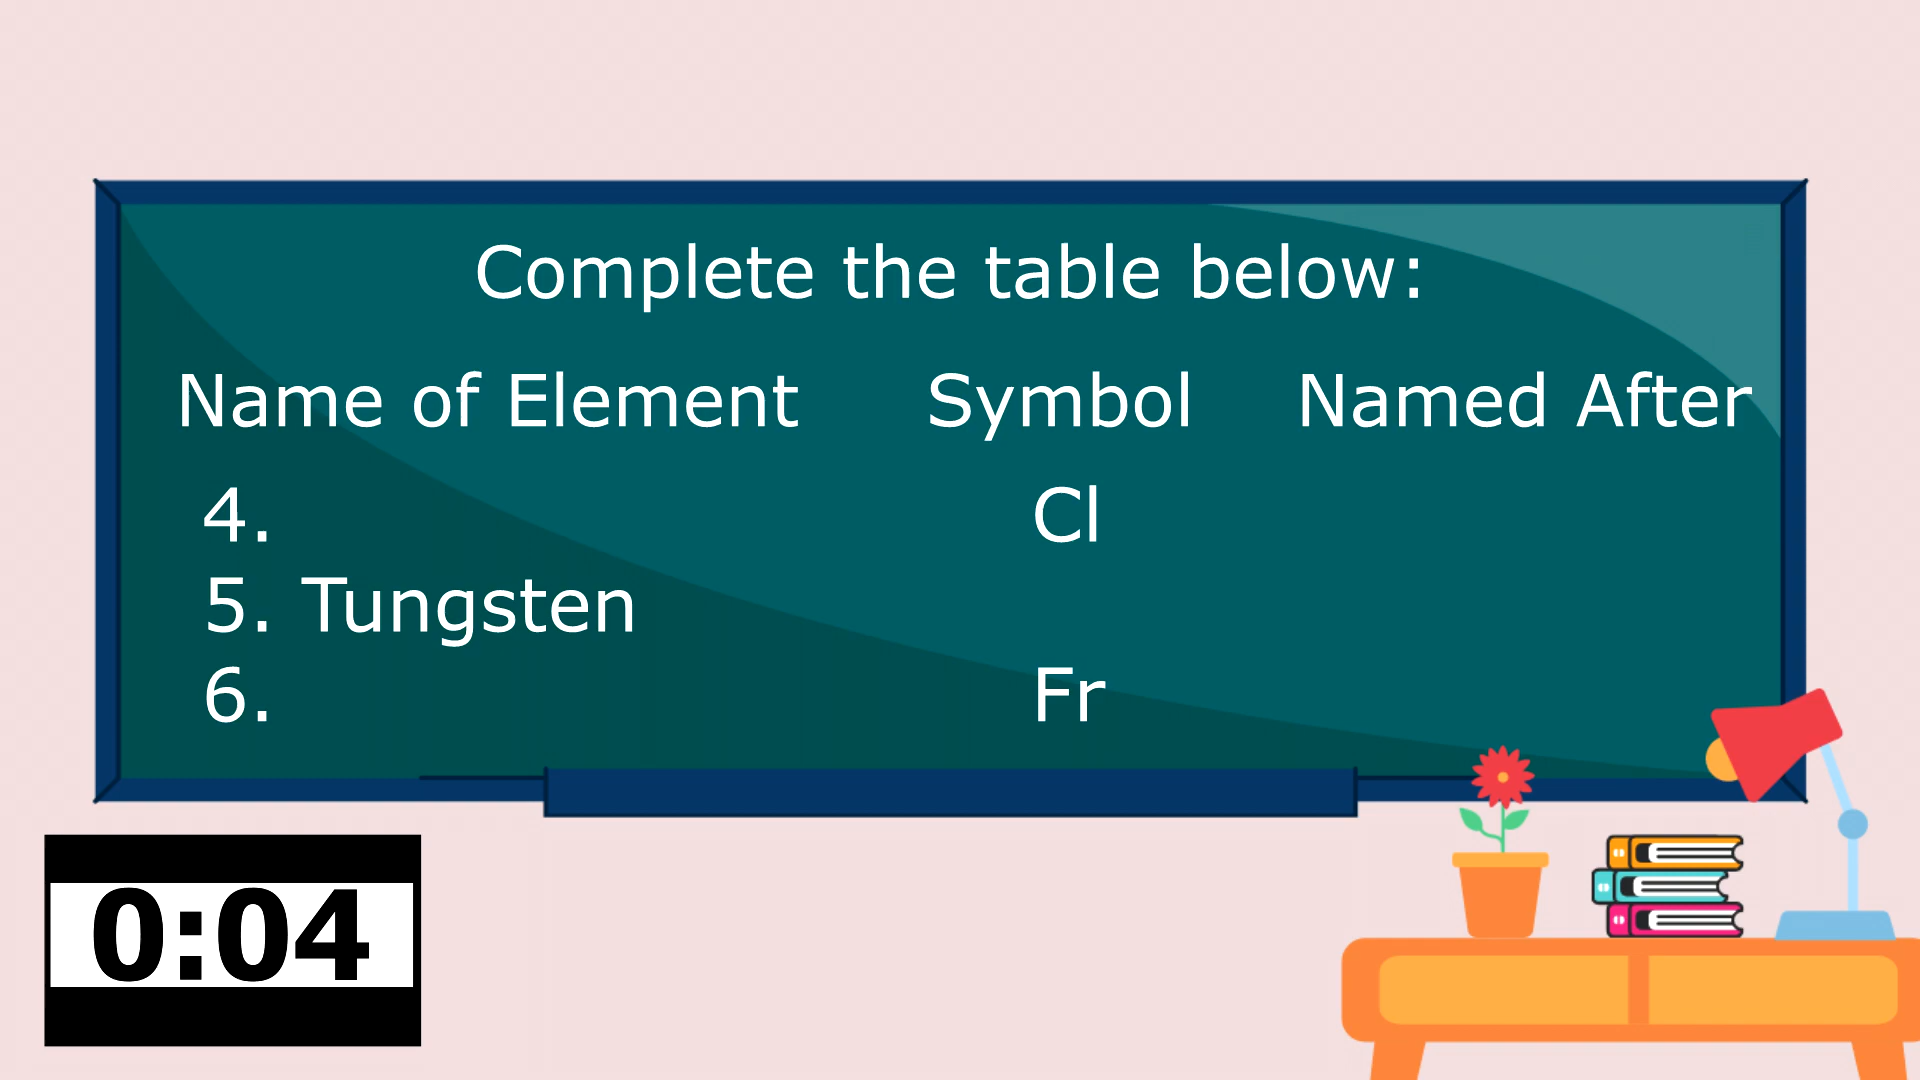 Complete the table below:
Name of Element Symbol Named After
4. Cl
5. Tungsten
6. Fr
0:04